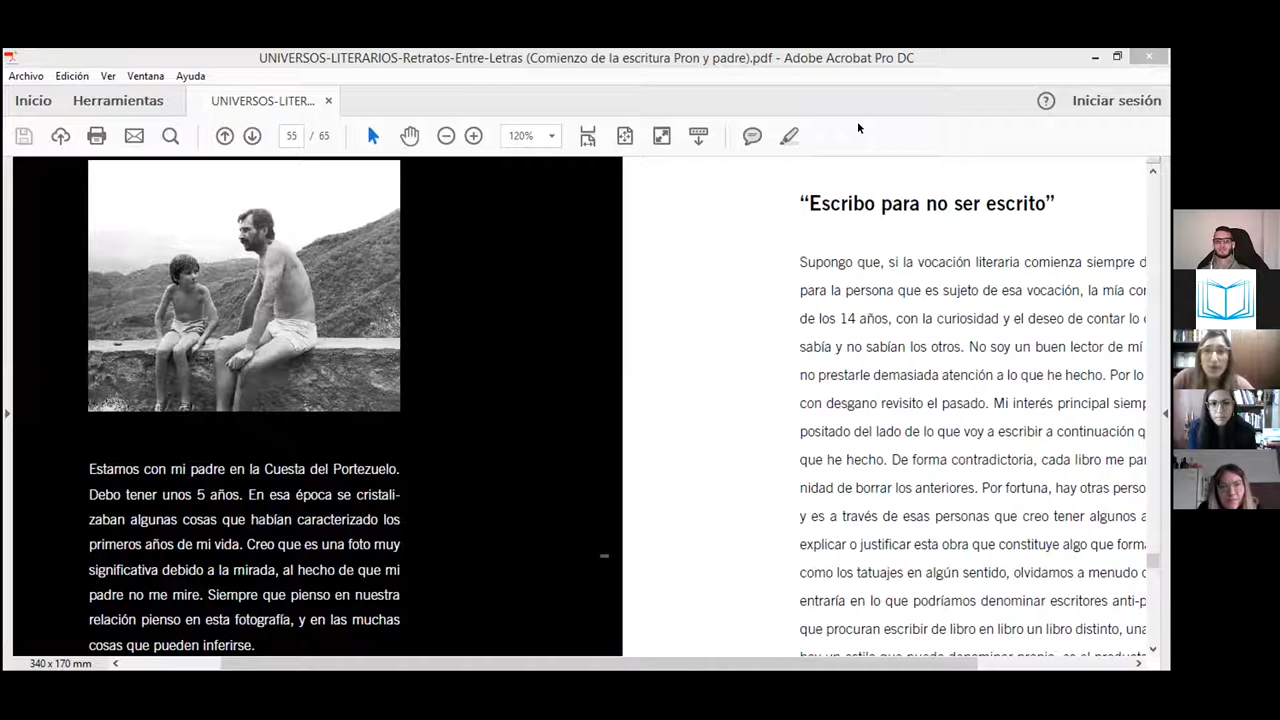 UNIVERSOS-LITERARIOS-Retratos-Entre-Letras (Comienzo de la escritura Pron y padre).pdf - Adobe Acrobat Pro DC
Archivo Edición Ver Ventana Ayuda
Inicio Herramientas UNIVERSOS-LITER... × Iniciar sesión
55 / 65 120%
Estamos con mi padre en la Cuesta del Portezuelo.
Debo tener unos 5 años. En esa época se cristali-
zaban algunas cosas que habían caracterizado los
primeros años de mi vida. Creo que es una foto muy
significativa debido a la mirada, al hecho de que mi
padre no me mire. Siempre que pienso en nuestra
relación pienso en esta fotografía, y en las muchas
cosas que pueden inferirse.
“Escribo para no ser escrito”
Supongo que, si la vocación literaria comienza siempre d
para la persona que es sujeto de esa vocación, la mía co
de los 14 años, con la curiosidad y el deseo de contar lo
sabía y no sabían los otros. No soy un buen lector de mí
no prestarle demasiada atención a lo que he hecho. Por lo
con desgano revisito el pasado. Mi interés principal siem
positado del lado de lo que voy a escribir a continuación
que he hecho. De forma contradictoria, cada libro me pa
nidad de borrar los anteriores. Por fortuna, hay otras perso
y es a través de esas personas que creo tener algunos a
explicar o justificar esta obra que constituye algo que form
como los tatuajes en algún sentido, olvidamos a menudo
entraría en lo que podríamos denominar escritores anti-p
que procuran escribir de libro en libro un libro distinto, una
340 x 170 mm